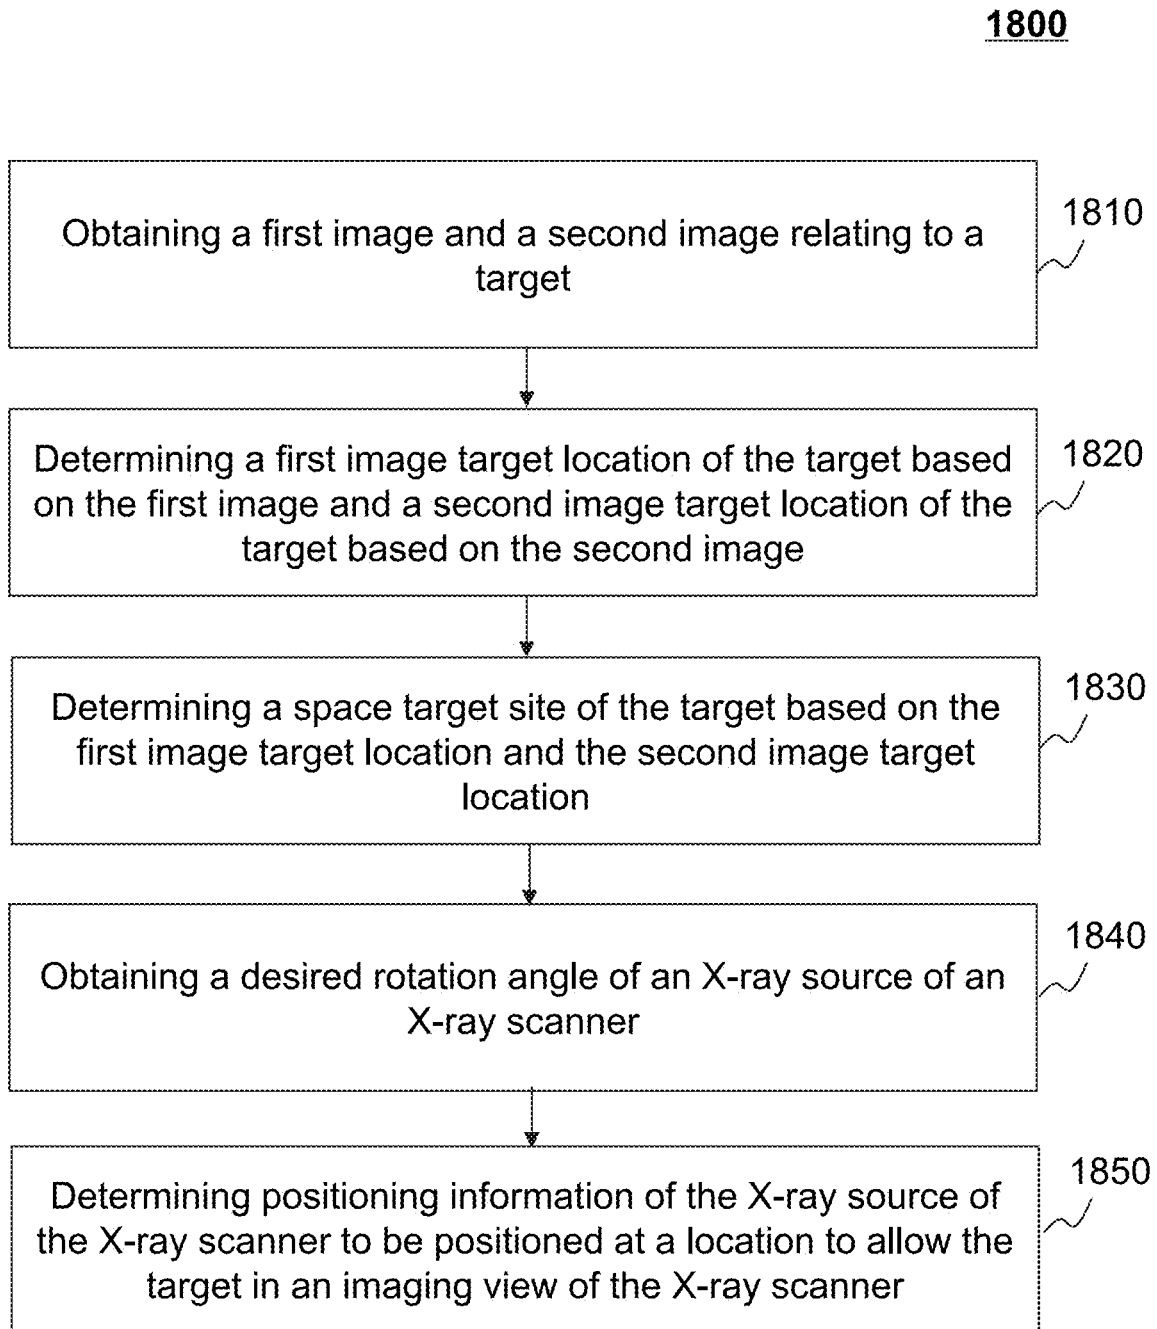 1800
Obtaining a first image and a second image relating to a
target
1810
Determining a first image target location of the target based
on the first image and a second image target location of the
target based on the second image
1820
Determining a space target site of the target based on the
first image target location and the second image target
location
1830
Obtaining a desired rotation angle of an X-ray source of an
X-ray scanner
1840
Determining positioning information of the X-ray source of
the X-ray scanner to be positioned at a location to allow the
target in an imaging view of the X-ray scanner
1850